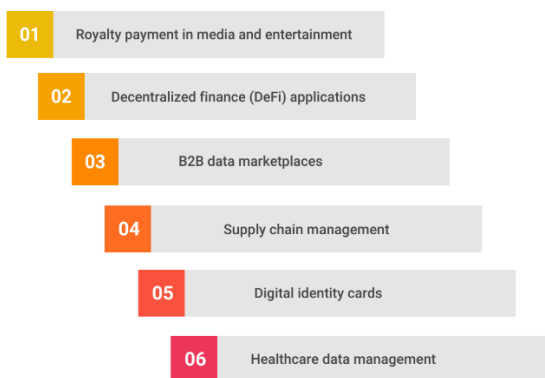 01 Royalty payment in media and entertainment
02 Decentralized finance (DeFi) applications
03 B2B data marketplaces
04 Supply chain management
05 Digital identity cards
06 Healthcare data management